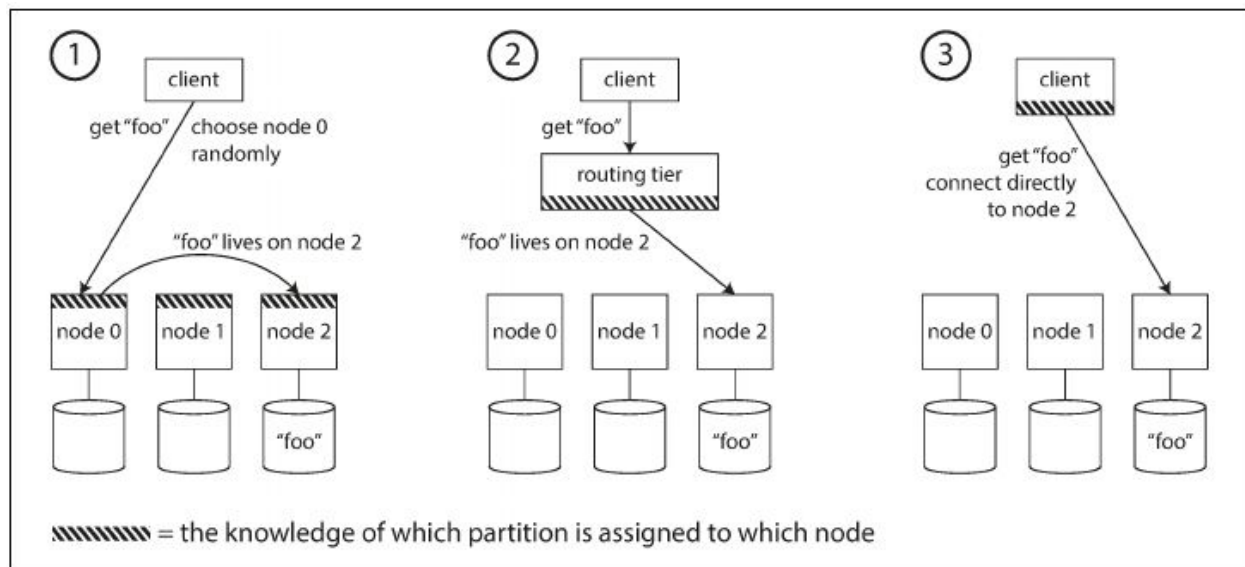 1
client
get “foo”
choose node 0
randomly
“foo” lives on node 2
node 0
node 1
node 2
“foo”
2
client
get “foo”
routing tier
“foo” lives on node 2
node 0
node 1
node 2
“foo”
3
client
get “foo”
connect directly
to node 2
node 0
node 1
node 2
“foo”
= the knowledge of which partition is assigned to which node